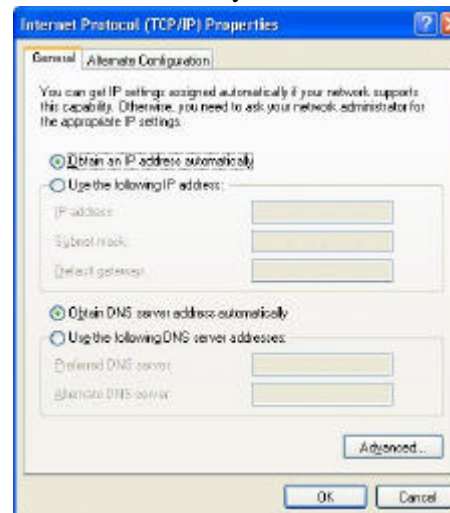 Internet Protocol (TCP/IP) Properties
General Alternate Configuration
You can get IP settings assigned automatically if your network supports
this capability. Otherwise, you need to ask your network administrator for
the appropriate IP settings.
Obtain an IP address automatically
Use the following IP address:
IP address:
Subnet mask:
Default gateway:
Obtain DNS server address automatically
Use the following DNS server addresses:
Preferred DNS server:
Alternate DNS server:
Advanced...
OK Cancel